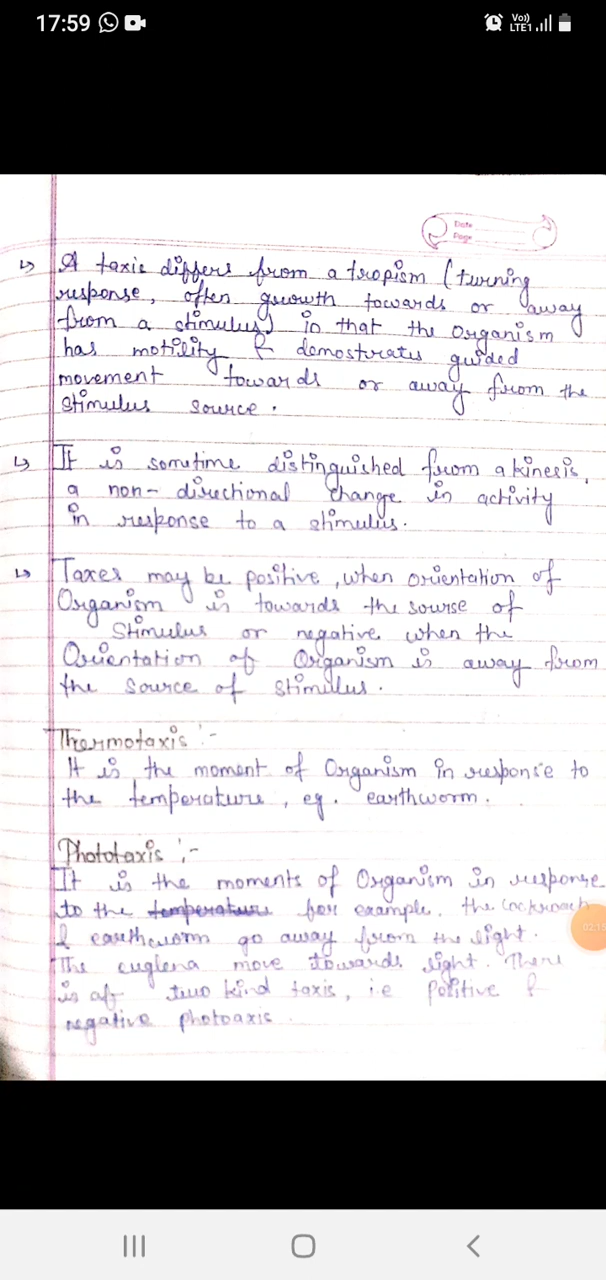 17:59
Vo)) LTE1
Date
Page
↳ A taxis differs from a tropism (turning
response, often growth towards or away
from a stimulus) in that the Organism
has motility & demostrates guided
movement towards or away from the
stimulus source.
↳ It is sometime distinguished from a kinesis,
a non-directional change in activity
in response to a stimulus.
↳ Taxes may be positive, when orientation of
Organism is towards the sourse of
Stimulus or negative when the
Orientation of Organism is away from
the Source of stimulus.
Thermotaxis :-
It is the moment of Organism in response to
the temperature, eg. earthworm.
Phototaxis :-
It is the moments of Organism in response
to the temperature for example. the Cockroach
& earthworm go away from the light.
The euglena move towards light. There
is two kind taxis, i.e Positive &
negative photoaxis.
02:15